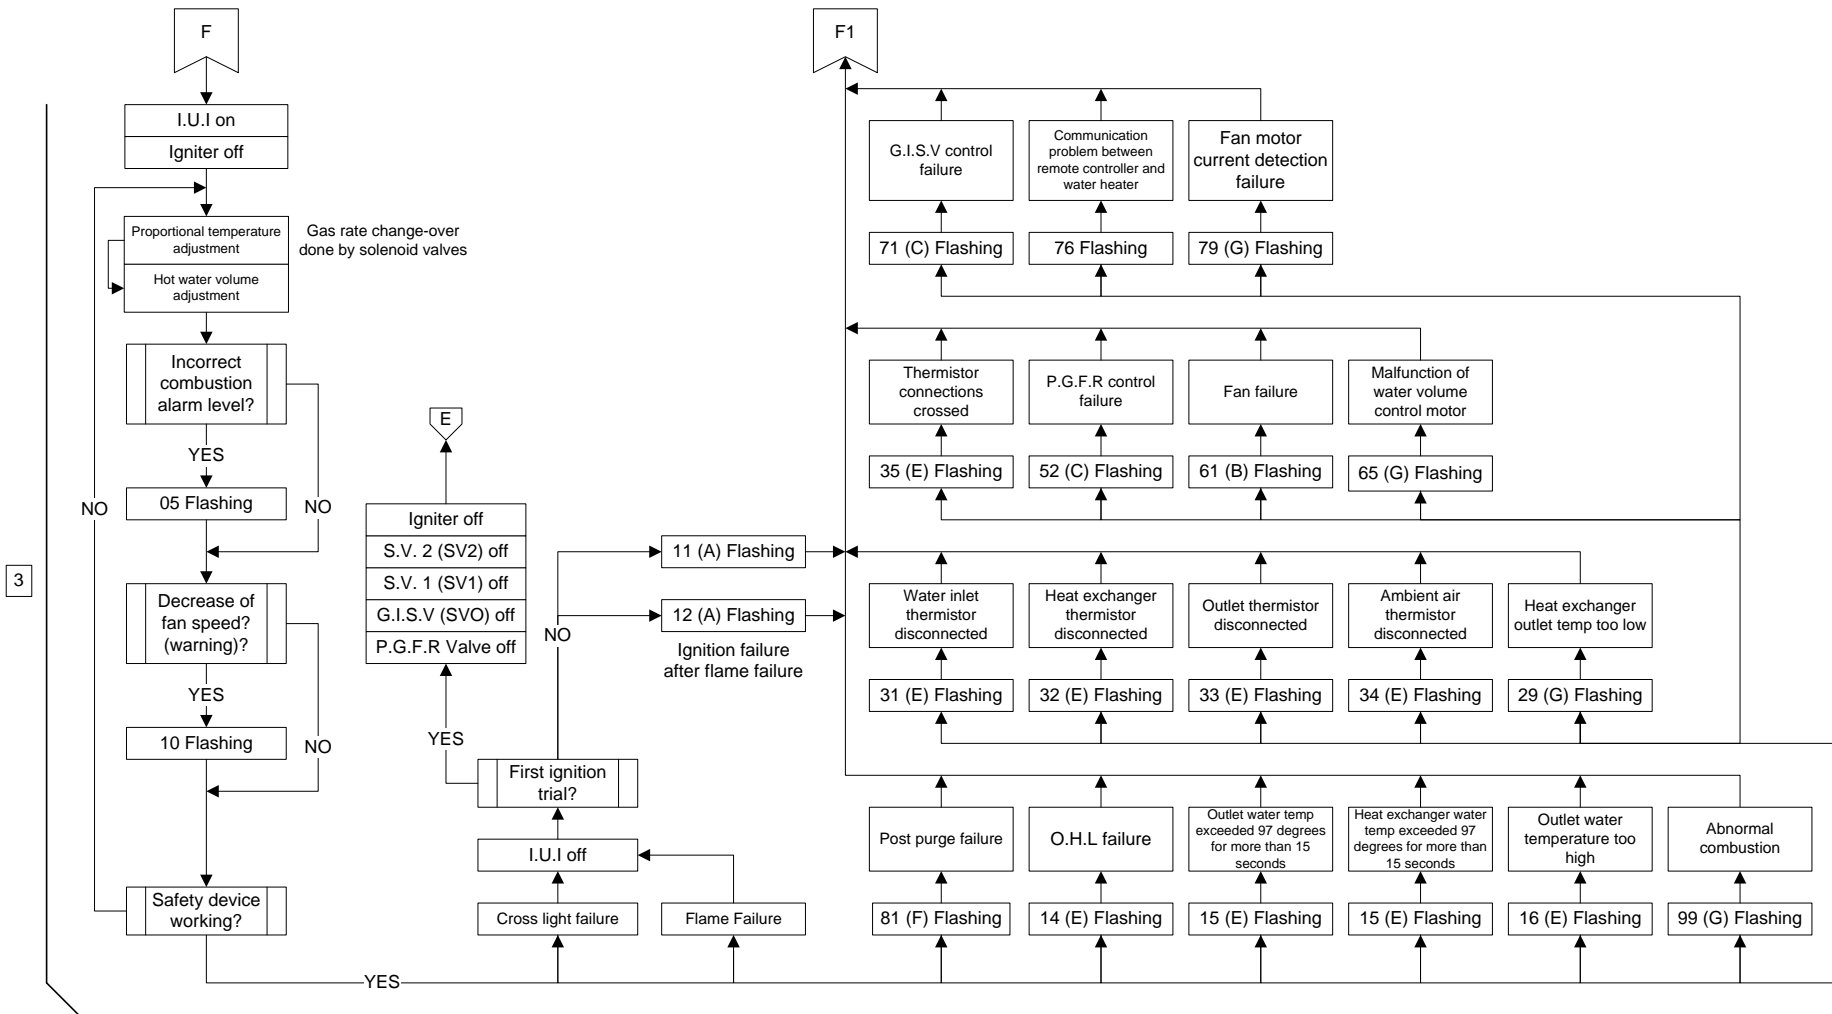 F
I.U.I on
Igniter off
Proportional temperature
adjustment
Hot water volume
adjustment
Gas rate change-over
done by solenoid valves
Incorrect
combustion
alarm level?
YES
NO
05 Flashing
Decrease of
fan speed?
(warning)?
YES
NO
10 Flashing
Safety device
working?
NO
YES
3
E
Igniter off
S.V. 2 (SV2) off
S.V. 1 (SV1) off
G.I.S.V (SVO) off
P.G.F.R Valve off
YES
NO
First ignition
trial?
I.U.I off
Cross light failure
Flame Failure
11 (A) Flashing
12 (A) Flashing
Ignition failure
after flame failure
F1
G.I.S.V control
failure
Communication
problem between
remote controller and
water heater
Fan motor
current detection
failure
71 (C) Flashing
76 Flashing
79 (G) Flashing
Thermistor
connections
crossed
P.G.F.R control
failure
Fan failure
Malfunction of
water volume
control motor
35 (E) Flashing
52 (C) Flashing
61 (B) Flashing
65 (G) Flashing
Water inlet
thermistor
disconnected
Heat exchanger
thermistor
disconnected
Outlet thermistor
disconnected
Ambient air
thermistor
disconnected
Heat exchanger
outlet temp too low
31 (E) Flashing
32 (E) Flashing
33 (E) Flashing
34 (E) Flashing
29 (G) Flashing
Post purge failure
O.H.L failure
Outlet water temp
exceeded 97 degrees
for more than 15
seconds
Heat exchanger water
temp exceeded 97
degrees for more than
15 seconds
Outlet water
temperature too
high
Abnormal
combustion
81 (F) Flashing
14 (E) Flashing
15 (E) Flashing
15 (E) Flashing
16 (E) Flashing
99 (G) Flashing